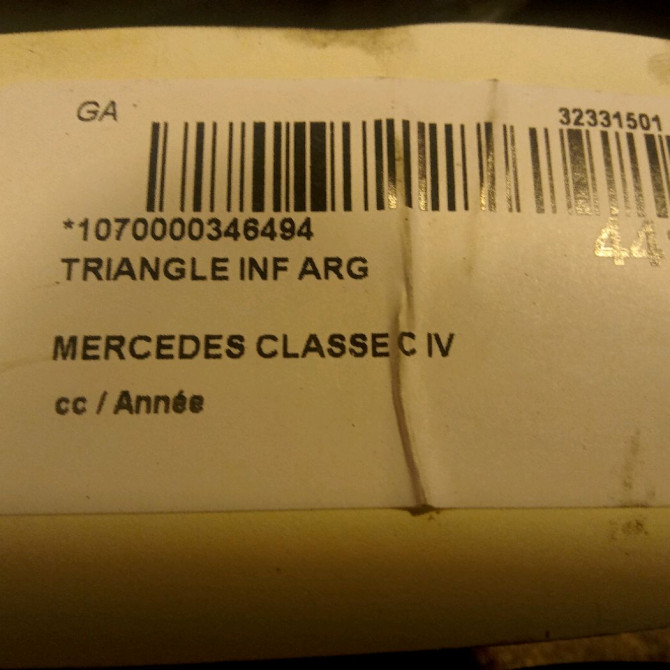 GA
32331501
*1070000346494
TRIANGLE INF ARG
MERCEDES CLASSE C IV
cc / Année